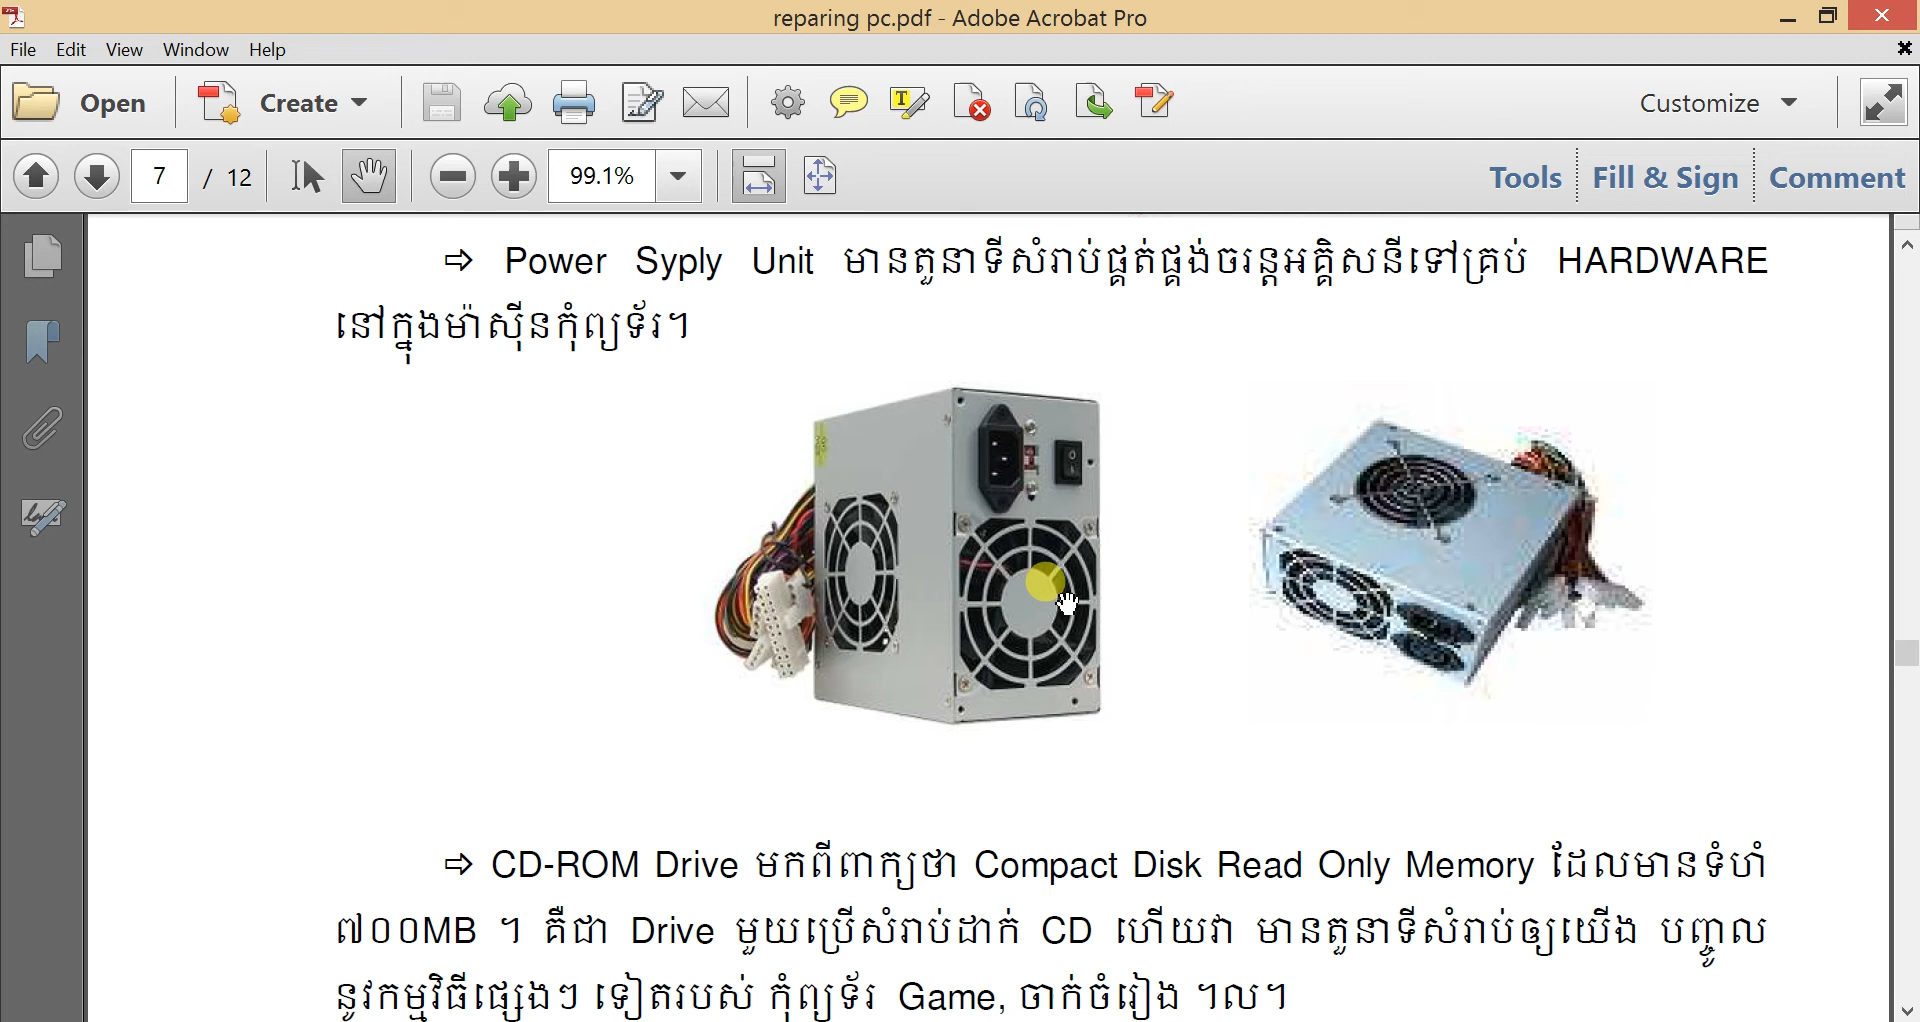 reparing pc.pdf - Adobe Acrobat Pro
File Edit View Window Help
Open Create Customize
7 / 12 99.1% Tools Fill & Sign Comment
⇨ Power Syply Unit មានតួនាទីសំរាប់ផ្គត់ផ្គង់ចរន្តអគ្គិសនីទៅគ្រប់ HARDWARE
នៅក្នុងម៉ាស៊ីនកុំព្យូទ័រ។
⇨ CD-ROM Drive មកពីពាក្យថា Compact Disk Read Only Memory ដែលមានទំហំ
៧០០MB ។ គឺជា Drive មួយប្រើសំរាប់ដាក់ CD ហើយវា មានតួនាទីសំរាប់ឲ្យយើង បញ្ចូល
នូវកម្មវិធីផ្សេងៗ ទៀតរបស់ កុំព្យូទ័រ Game, ចាក់ចំរៀង ។ល។